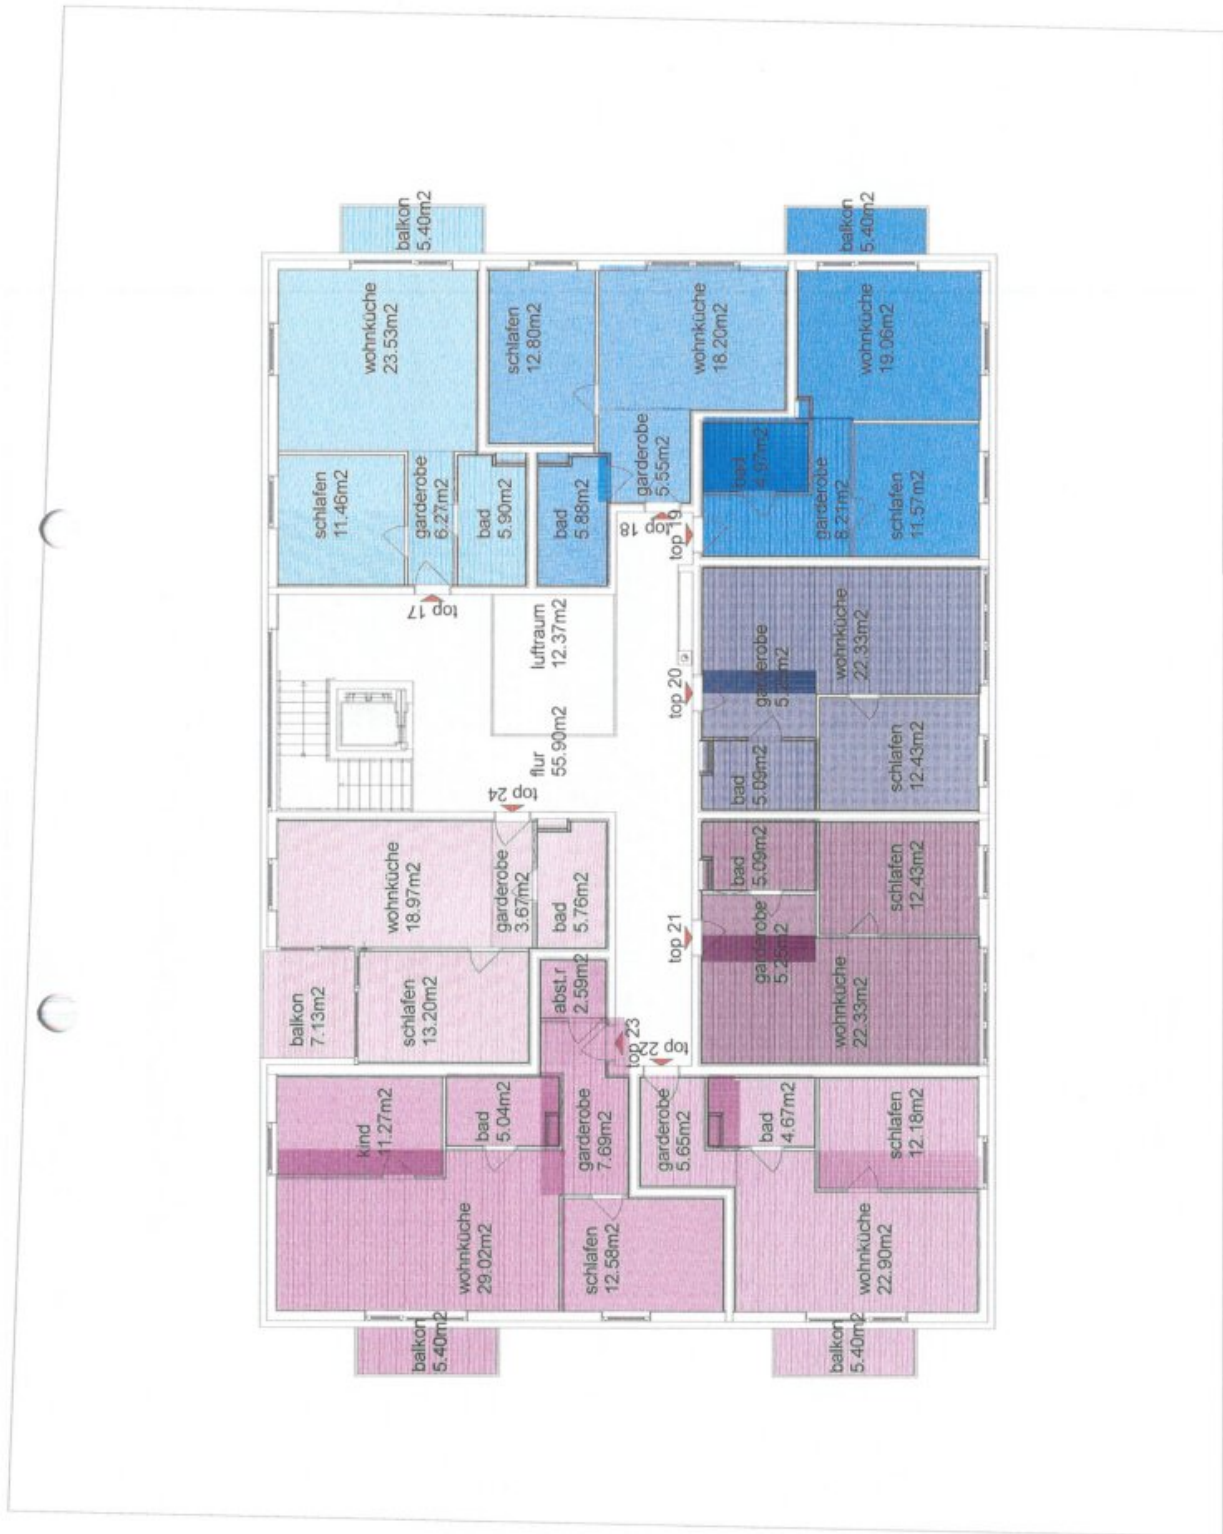 balkon
5.40m2
balkon
5.40m2
wohnküche
23.53m2
schlafen
12.80m2
wohnküche
18.20m2
wohnküche
19.06m2
schlafen
11.46m2
garderobe
6.27m2
bad
5.90m2
bad
5.88m2
garderobe
5.55m2
bad
4.97m2
garderobe
8.21m2
schlafen
11.57m2
top 17
top 18
top 19
luftraum
12.37m2
flur
55.90m2
top 20
garderobe
5.25m2
wohnküche
22.33m2
bad
5.09m2
schlafen
12.43m2
top 24
wohnküche
18.97m2
garderobe
3.67m2
bad
5.76m2
bad
5.09m2
schlafen
12.43m2
top 21
garderobe
5.25m2
wohnküche
22.33m2
balkon
7.13m2
schlafen
13.20m2
abst.r
2.59m2
top 23
top 22
kind
11.27m2
bad
5.04m2
garderobe
7.69m2
garderobe
5.65m2
bad
4.67m2
schlafen
12.18m2
wohnküche
29.02m2
schlafen
12.58m2
wohnküche
22.90m2
balkon
5.40m2
balkon
5.40m2